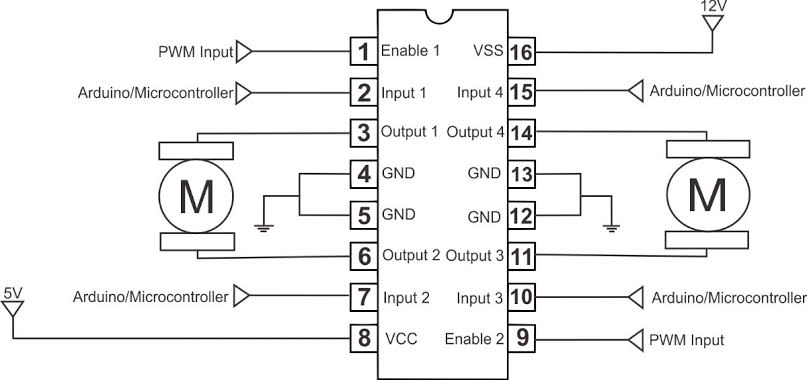 12V
PWM Input 1 Enable 1 VSS 16
Arduino/Microcontroller 2 Input 1 Input 4 15 Arduino/Microcontroller
3 Output 1 Output 4 14
4 GND GND 13
M M
5 GND GND 12
6 Output 2 Output 3 11
Arduino/Microcontroller 7 Input 2 Input 3 10 Arduino/Microcontroller
5V
8 VCC Enable 2 9 PWM Input